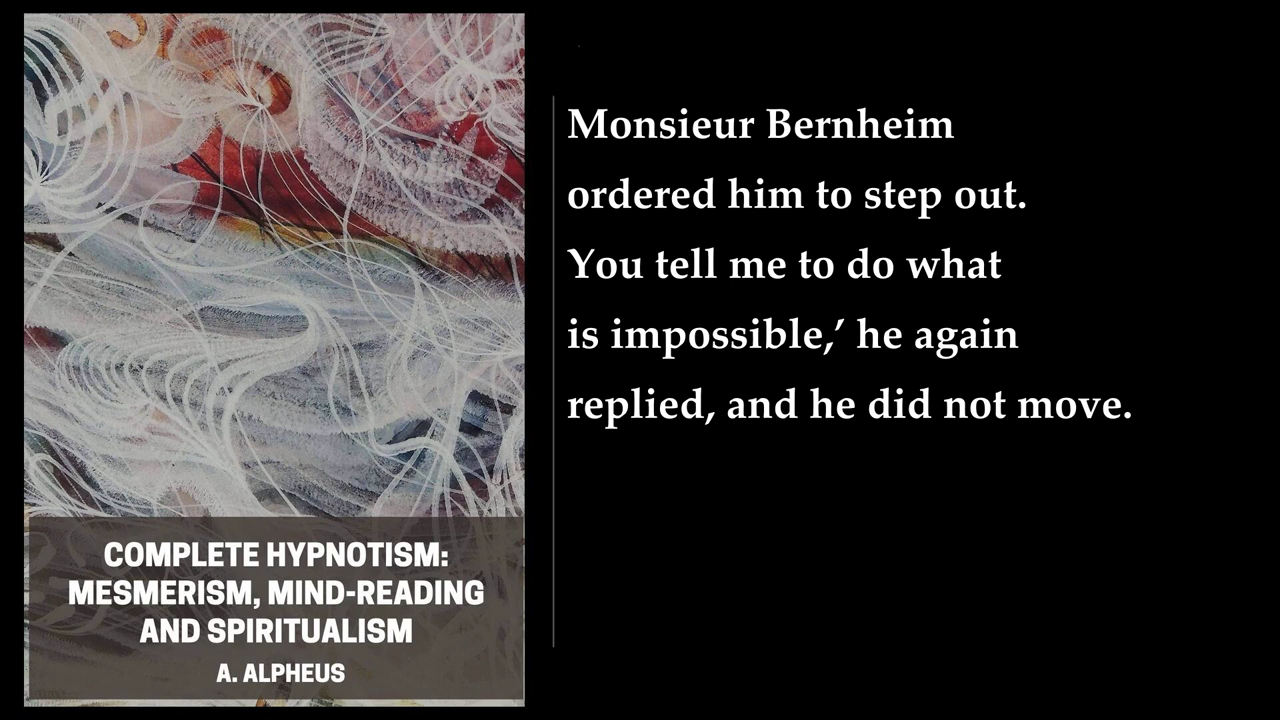 COMPLETE HYPNOTISM:
MESMERISM, MIND-READING
AND SPIRITUALISM
A. ALPHEUS
Monsieur Bernheim
ordered him to step out.
You tell me to do what
is impossible,’ he again
replied, and he did not move.